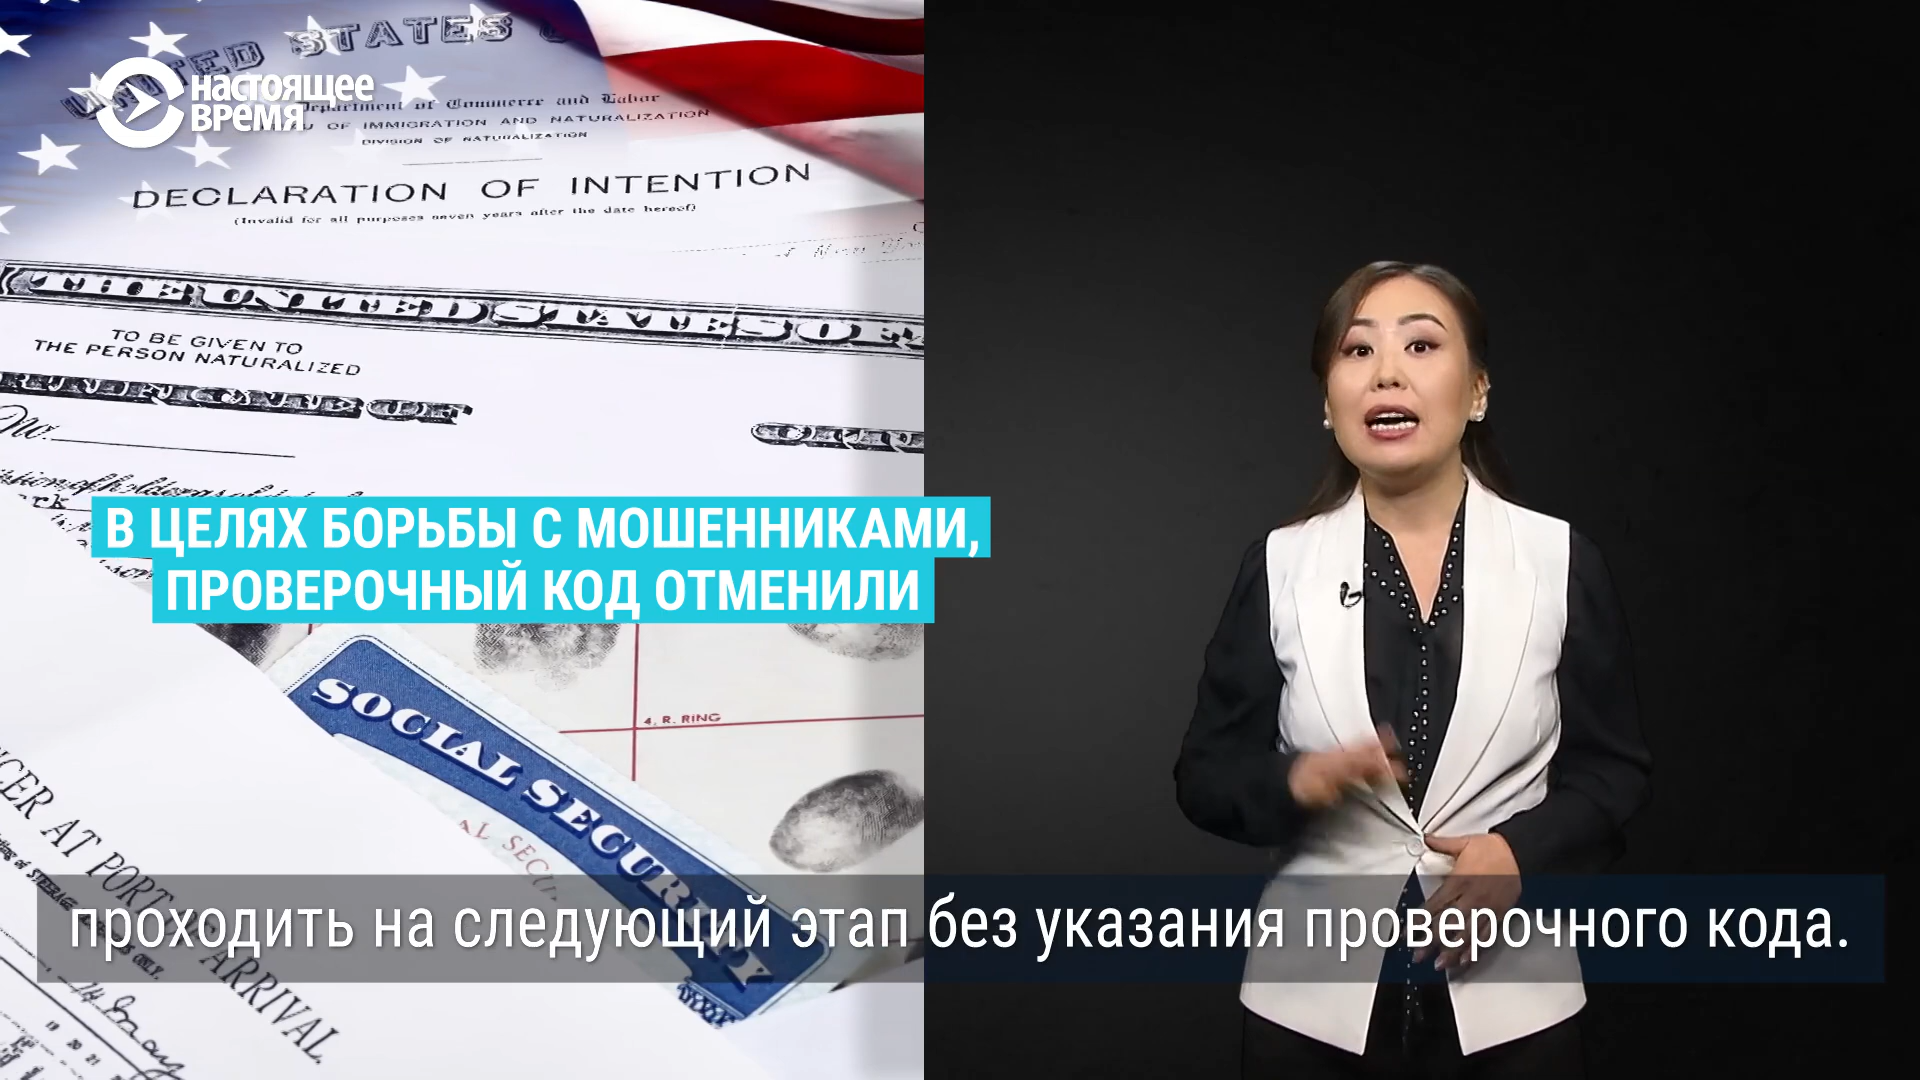 UNITED STATES
настоящее
время
Department of Commerce and Labor
OF IMMIGRATION AND NATURALIZATION
DIVISION OF NATURALIZATION
DECLARATION OF INTENTION
(Invalid for all purposes seven years after the date hereof)
THE UNITED STATES OF
TO BE GIVEN TO
THE PERSON NATURALIZED
No.
В ЦЕЛЯХ БОРЬБЫ С МОШЕННИКАМИ,
ПРОВЕРОЧНЫЙ КОД ОТМЕНИЛИ
4. R. RING
SOCIAL SECURITY
AT PORT OF ARRIVAL
проходить на следующий этап без указания проверочного кода.